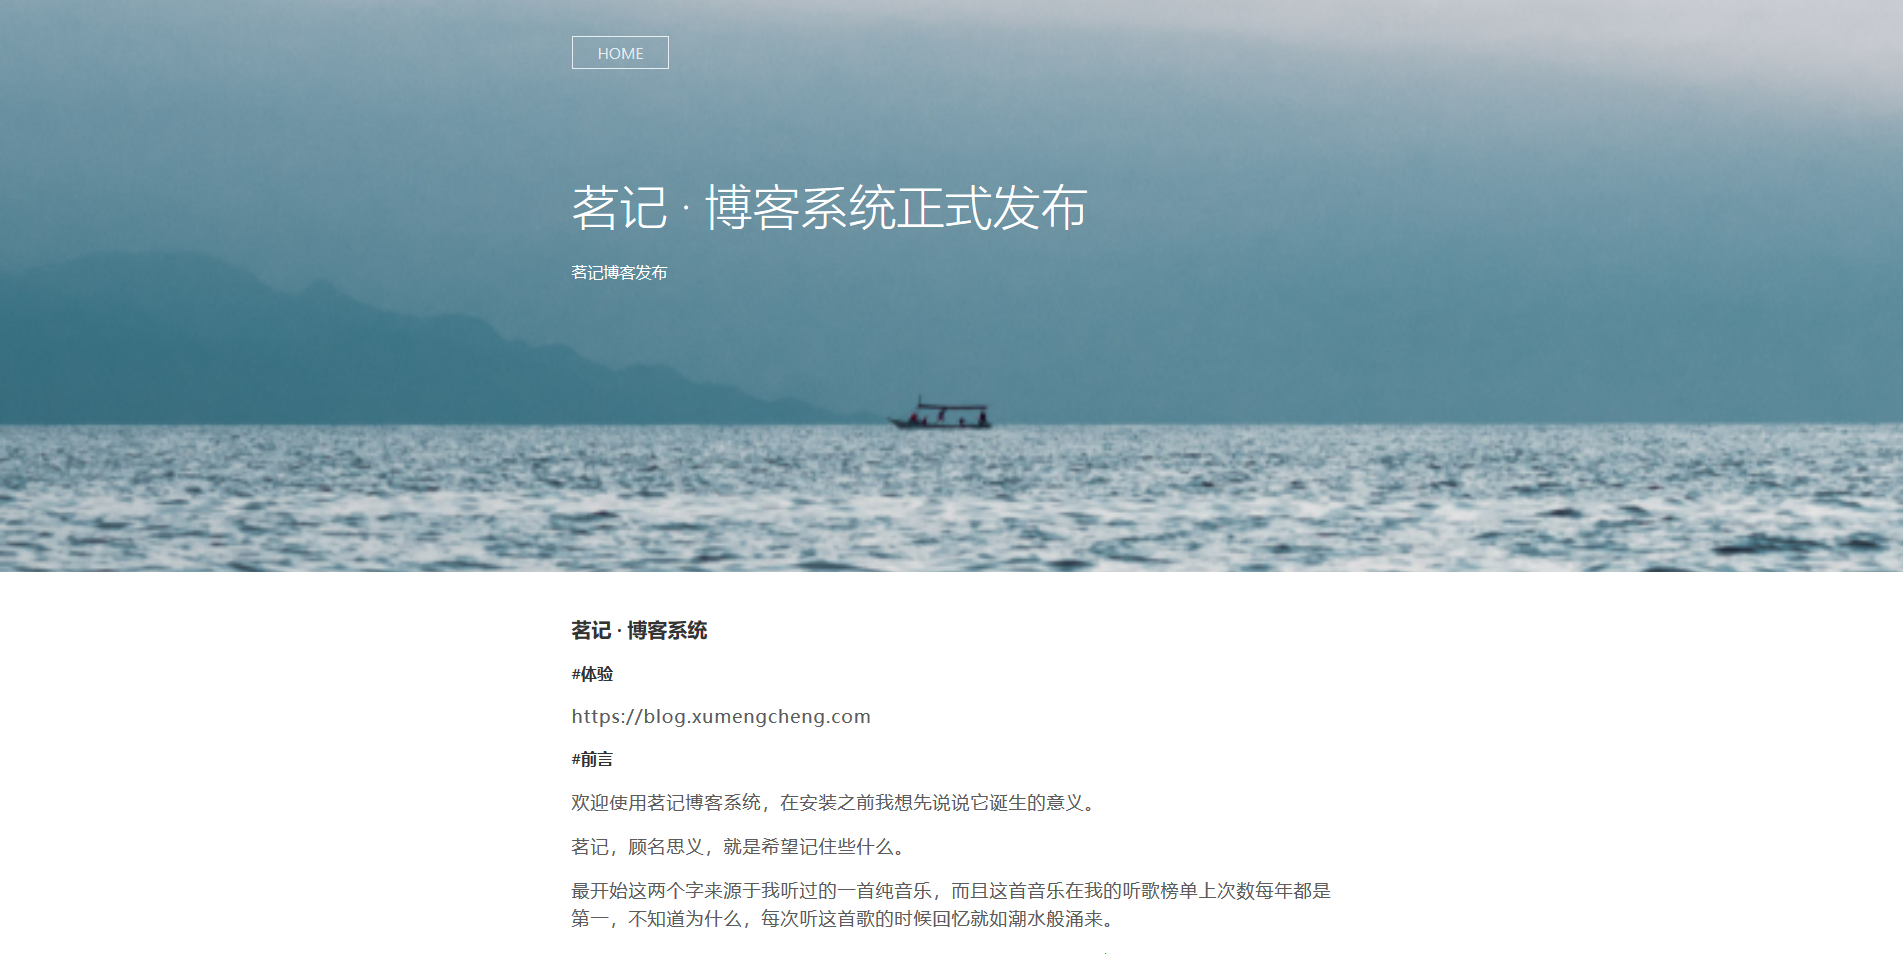 HOME
茗记 · 博客系统正式发布
茗记博客发布
茗记 · 博客系统
#体验
https://blog.xumengcheng.com
#前言
欢迎使用茗记博客系统，在安装之前我想先说说它诞生的意义。
茗记，顾名思义，就是希望记住些什么。
最开始这两个字来源于我听过的一首纯音乐，而且这首音乐在我的听歌榜单上次数每年都是
第一，不知道为什么，每次听这首歌的时候回忆就如潮水般涌来。